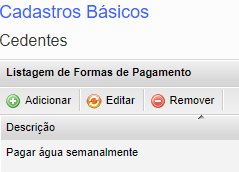 Cadastros Básicos
Cedentes
Listagem de Formas de Pagamento
Adicionar Editar Remover
Descrição
Pagar água semanalmente